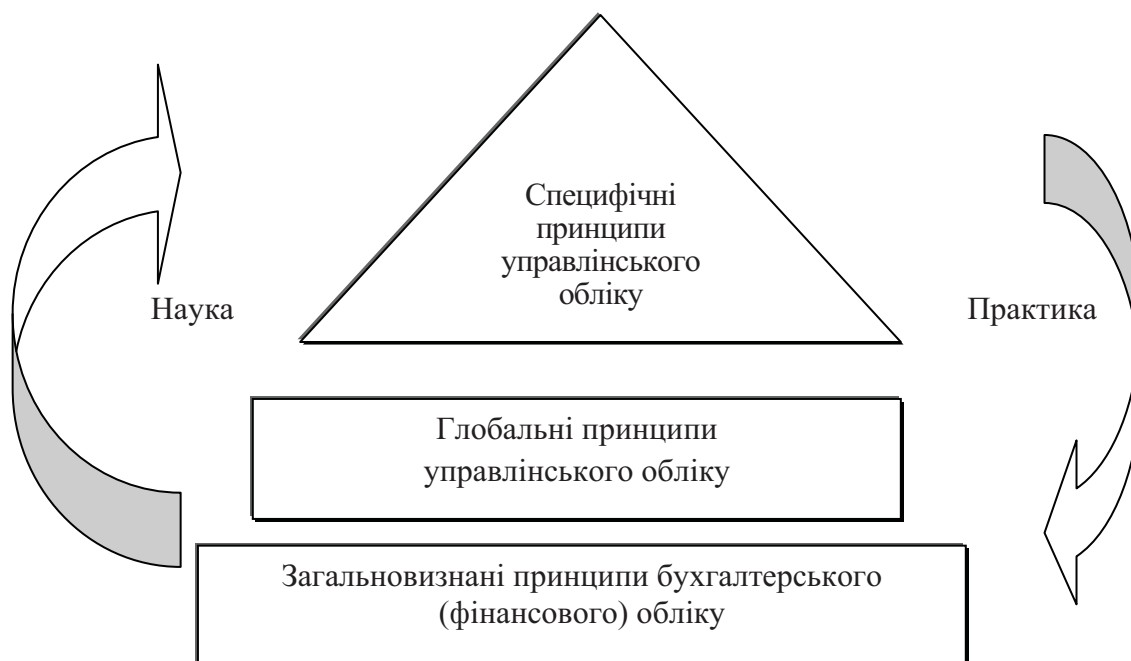 Специфічні
принципи
управлінського
обліку
Наука
Практика
Глобальні принципи
управлінського обліку
Загальновизнані принципи бухгалтерського
(фінансового) обліку